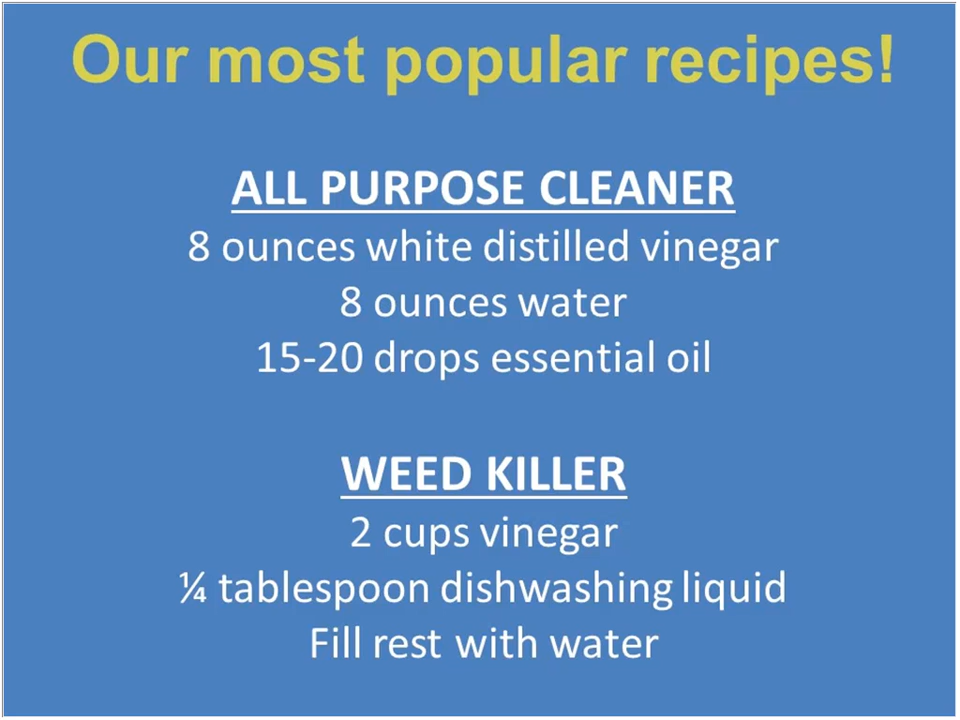 Our most popular recipes!
ALL PURPOSE CLEANER
8 ounces white distilled vinegar
8 ounces water
15-20 drops essential oil
WEED KILLER
2 cups vinegar
¼ tablespoon dishwashing liquid
Fill rest with water